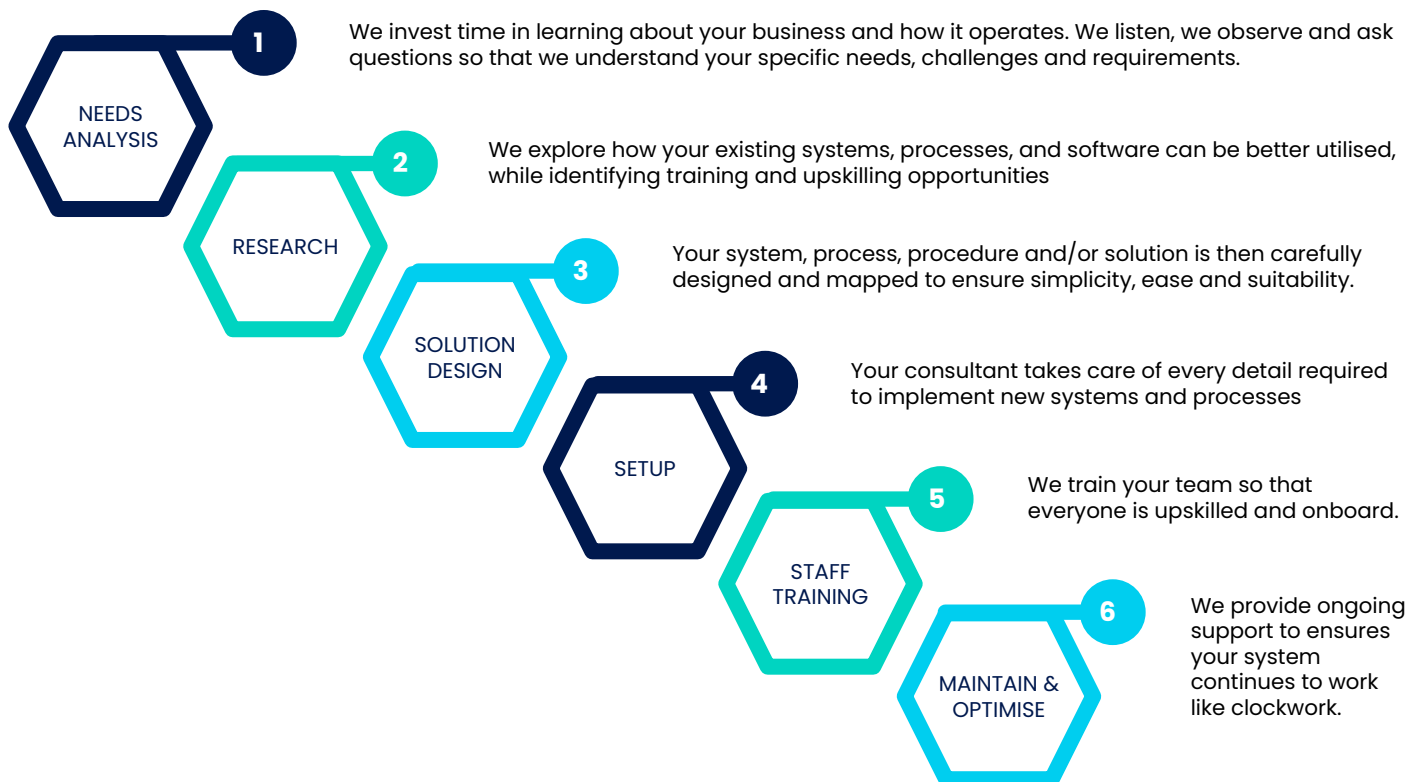 1
We invest time in learning about your business and how it operates. We listen, we observe and ask
questions so that we understand your specific needs, challenges and requirements.
NEEDS
ANALYSIS
2
We explore how your existing systems, processes, and software can be better utilised,
while identifying training and upskilling opportunities
RESEARCH
3
Your system, process, procedure and/or solution is then carefully
designed and mapped to ensure simplicity, ease and suitability.
SOLUTION
DESIGN
4
Your consultant takes care of every detail required
to implement new systems and processes
SETUP
5
We train your team so that
everyone is upskilled and onboard.
STAFF
TRAINING
6
We provide ongoing
support to ensures
your system
continues to work
like clockwork.
MAINTAIN &
OPTIMISE